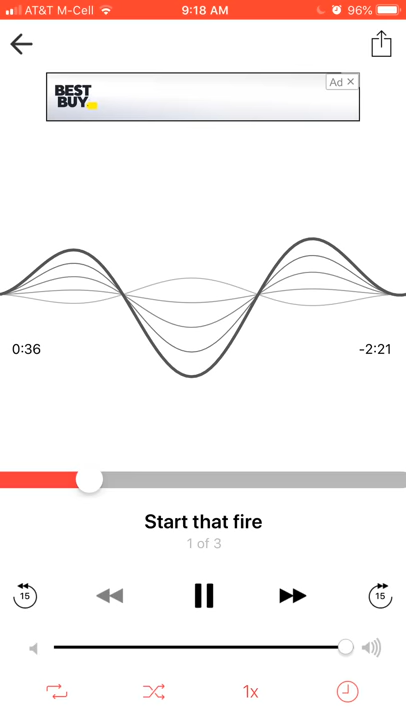 AT&T M-Cell
9:18 AM
96%
BEST
BUY
Ad
0:36
-2:21
Start that fire
1 of 3
15
15
1x